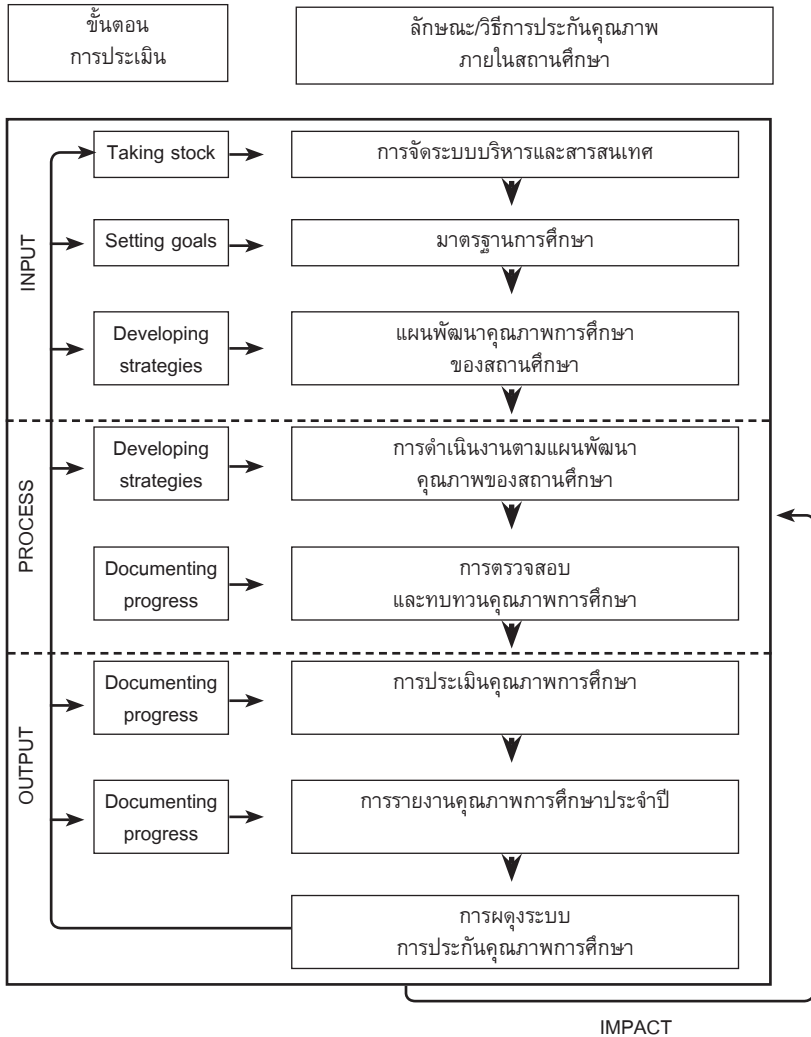 ขั้นตอน
การประเมิน
ลักษณะ/วิธีการประกันคุณภาพ
ภายในสถานศึกษา
INPUT
Taking stock
การจัดระบบบริหารและสารสนเทศ
Setting goals
มาตรฐานการศึกษา
Developing
strategies
แผนพัฒนาคุณภาพการศึกษา
ของสถานศึกษา
PROCESS
Developing
strategies
การดำเนินงานตามแผนพัฒนา
คุณภาพของสถานศึกษา
Documenting
progress
การตรวจสอบ
และทบทวนคุณภาพการศึกษา
OUTPUT
Documenting
progress
การประเมินคุณภาพการศึกษา
Documenting
progress
การรายงานคุณภาพการศึกษาประจำปี
การผดุงระบบ
การประกันคุณภาพการศึกษา
IMPACT